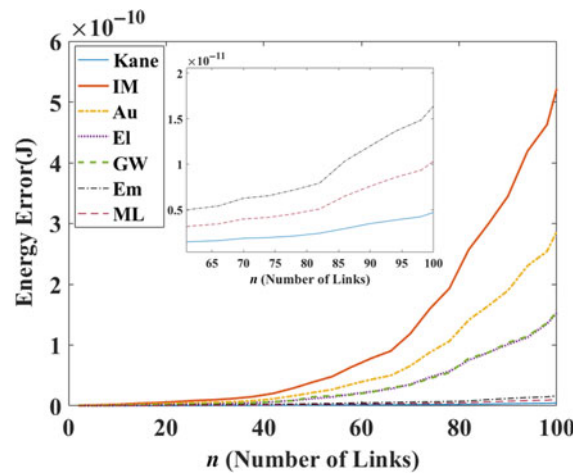 ×10⁻¹⁰
6
5
4
3
2
1
0
Energy Error(J)
Kane
IM
Au
El
GW
Em
ML
×10⁻¹¹
2
1.5
1
0.5
65 70 75 80 85 90 95 100
n (Number of Links)
0 20 40 60 80 100
n (Number of Links)